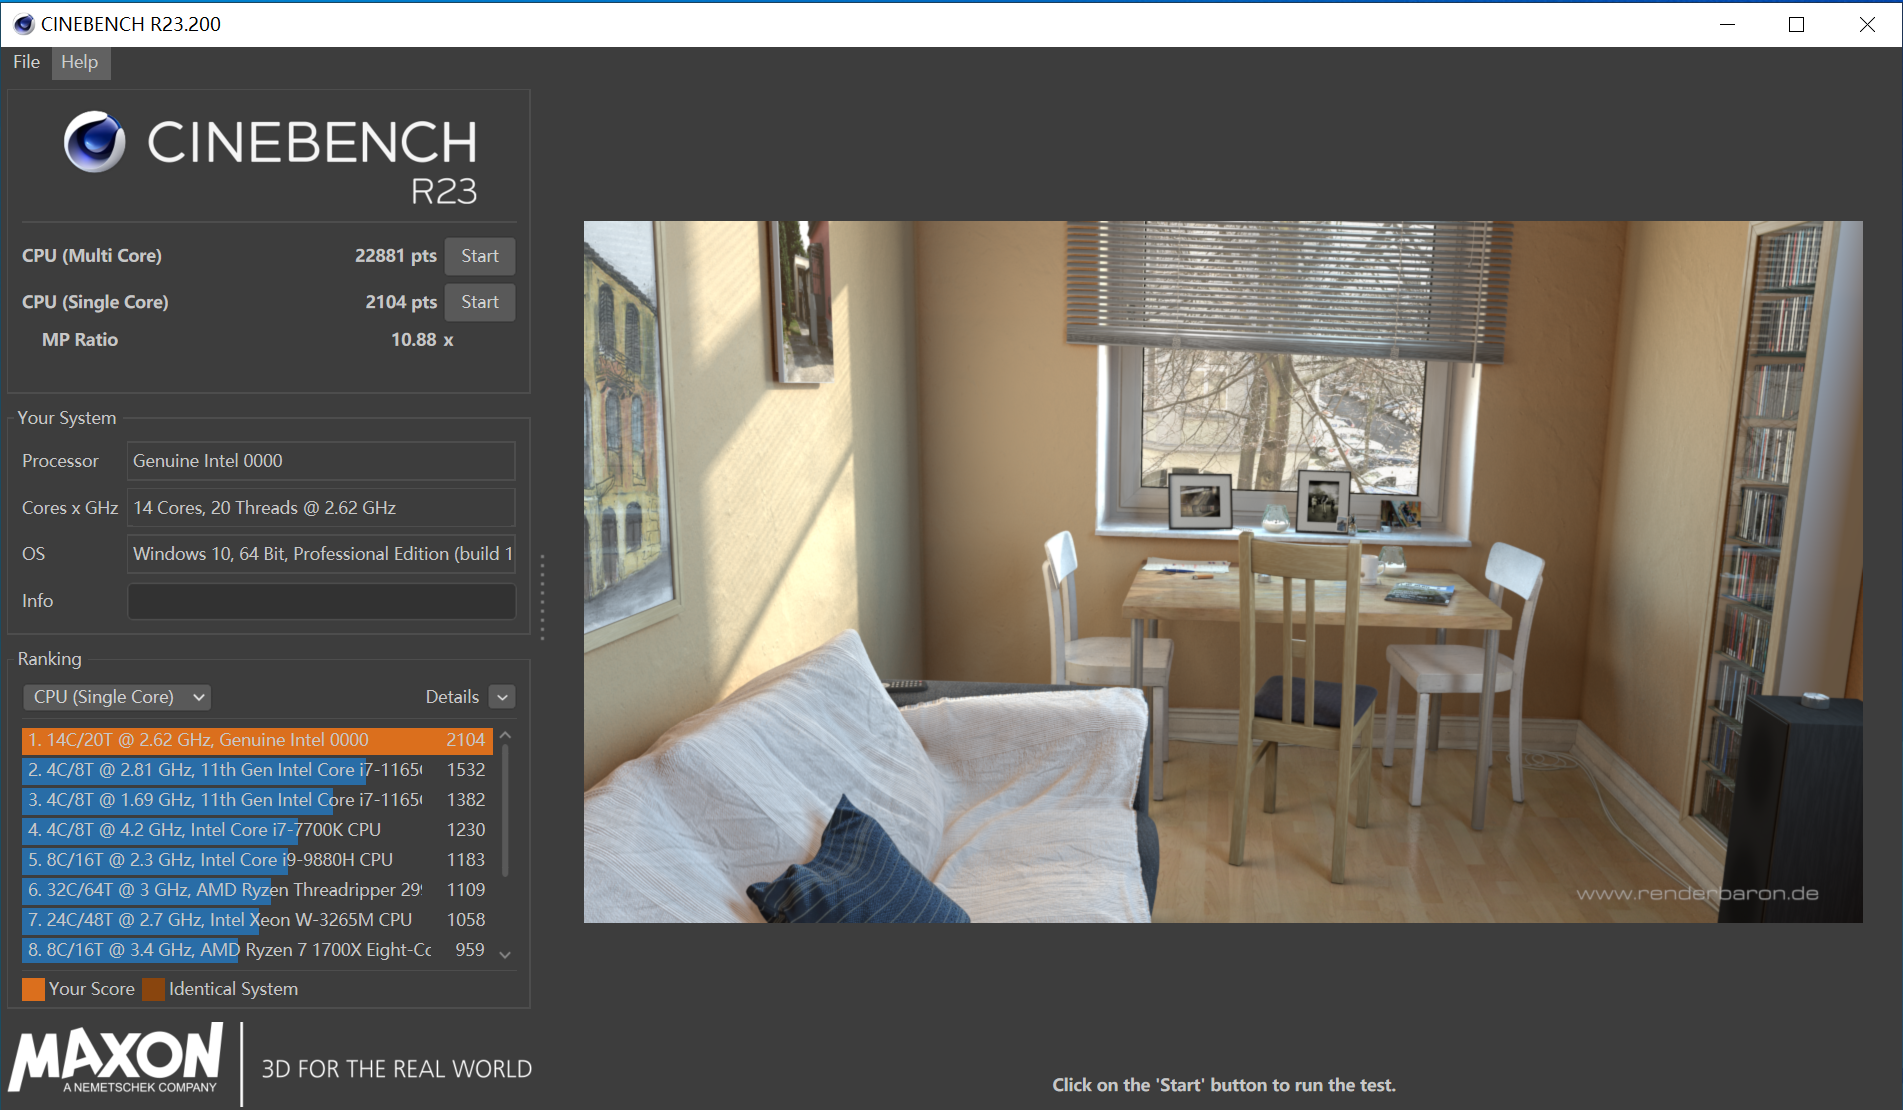 CINEBENCH R23.200
File Help
CINEBENCH
R23
CPU (Multi Core) 22881 pts Start
CPU (Single Core) 2104 pts Start
MP Ratio 10.88 x
Your System
Processor Genuine Intel 0000
Cores x GHz 14 Cores, 20 Threads @ 2.62 GHz
OS Windows 10, 64 Bit, Professional Edition (build 1
Info
Ranking
CPU (Single Core) Details
1. 14C/20T @ 2.62 GHz, Genuine Intel 0000 2104
2. 4C/8T @ 2.81 GHz, 11th Gen Intel Core i7-1165G 1532
3. 4C/8T @ 1.69 GHz, 11th Gen Intel Core i7-1165G 1382
4. 4C/8T @ 4.2 GHz, Intel Core i7-7700K CPU 1230
5. 8C/16T @ 2.3 GHz, Intel Core i9-9880H CPU 1183
6. 32C/64T @ 3 GHz, AMD Ryzen Threadripper 299 1109
7. 24C/48T @ 2.7 GHz, Intel Xeon W-3265M CPU 1058
8. 8C/16T @ 3.4 GHz, AMD Ryzen 7 1700X Eight-Co 959
Your Score Identical System
MAXON
A NEMETSCHEK COMPANY
3D FOR THE REAL WORLD
www.renderbaron.de
Click on the 'Start' button to run the test.